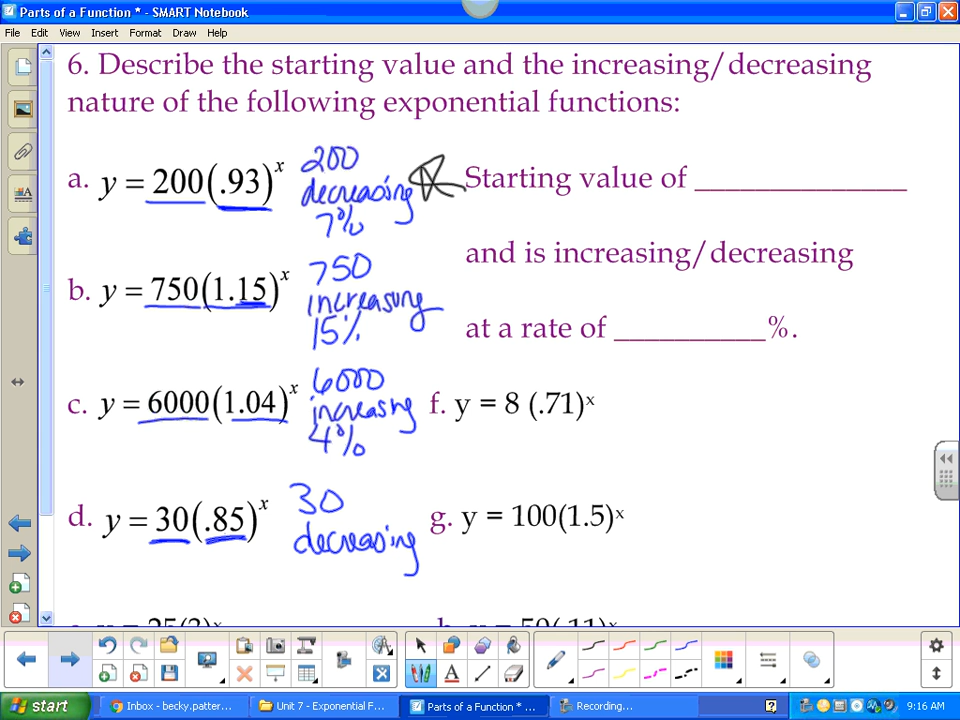 Parts of a Function * - SMART Notebook
File Edit View Insert Format Draw Help
6. Describe the starting value and the increasing/decreasing
nature of the following exponential functions:
a. y = 200(.93)ˣ
200
decreasing
7%
Starting value of ______________
and is increasing/decreasing
at a rate of __________%.
b. y = 750(1.15)ˣ
750
increasing
15%
c. y = 6000(1.04)ˣ
6000
increasing
4%
d. y = 30(.85)ˣ
30
decreasing
f. y = 8 (.71)ˣ
g. y = 100(1.5)ˣ
start
Inbox - becky.patter...
Unit 7 - Exponential F...
Parts of a Function * ...
Recording...
9:16 AM